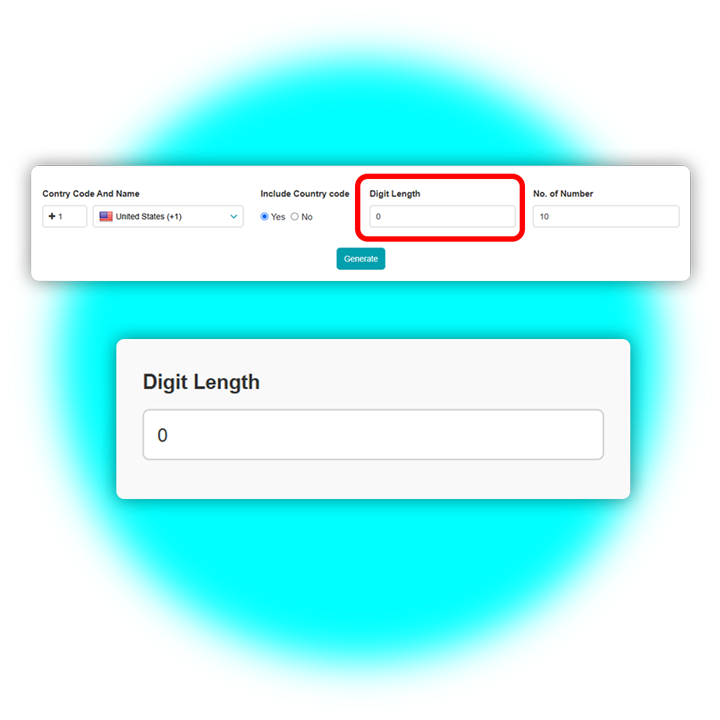 Contry Code And Name Include Country code Digit Length No. of Number
+ 1 United States (+1) Yes No 0 10
Generate
Digit Length
0